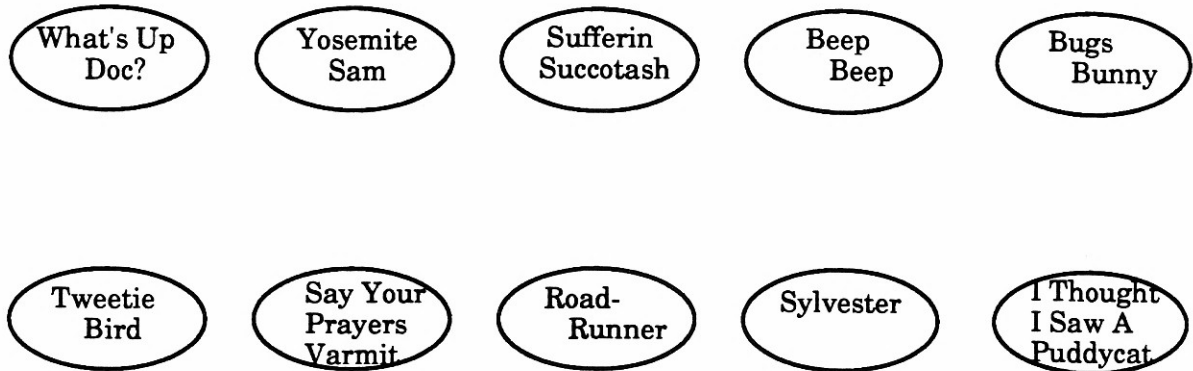 What's Up
Doc?
Yosemite
Sam
Sufferin
Succotash
Beep
Beep
Bugs
Bunny
Tweetie
Bird
Say Your
Prayers
Varmit
Road-
Runner
Sylvester
I Thought
I Saw A
Puddycat